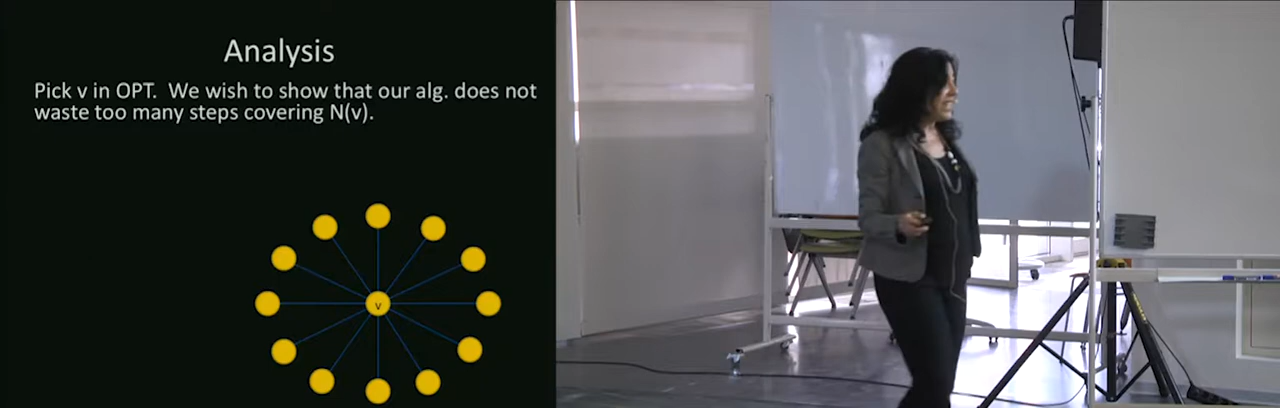 Analysis
Pick v in OPT.  We wish to show that our alg. does not
waste too many steps covering N(v).
v